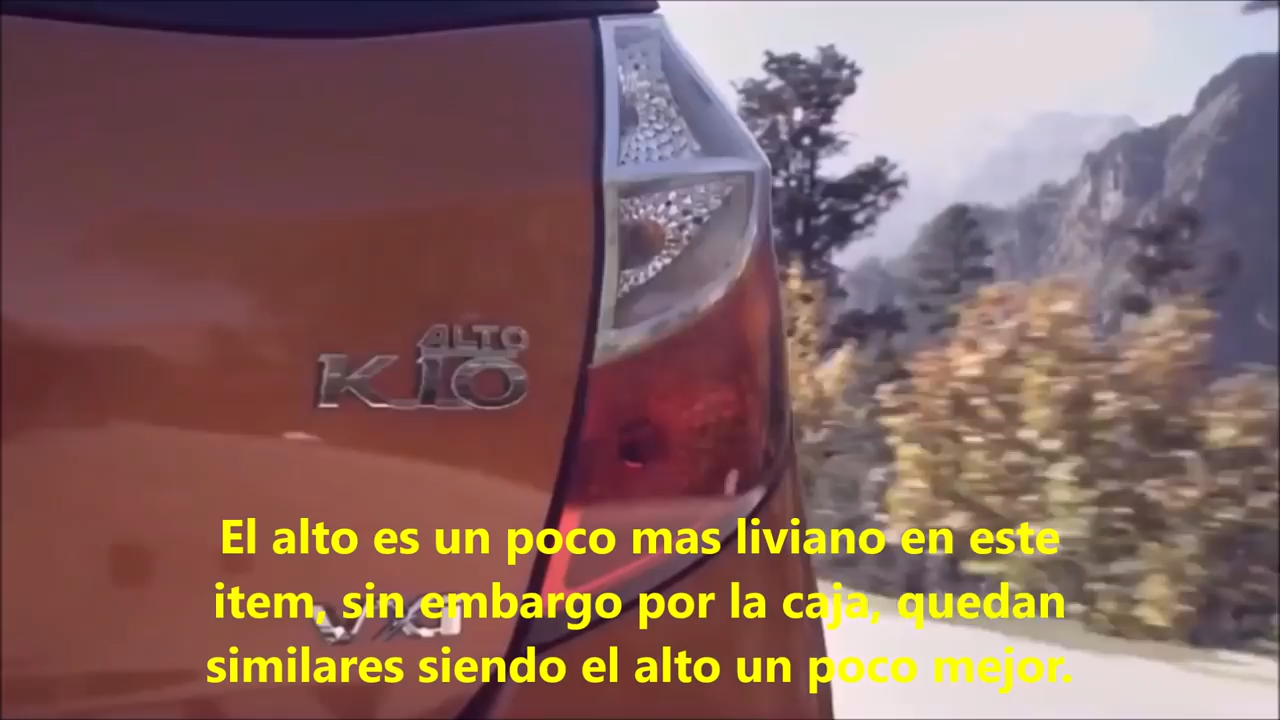 ALTO
K10
VXi
El alto es un poco mas liviano en este
item, sin embargo por la caja, quedan
similares siendo el alto un poco mejor.